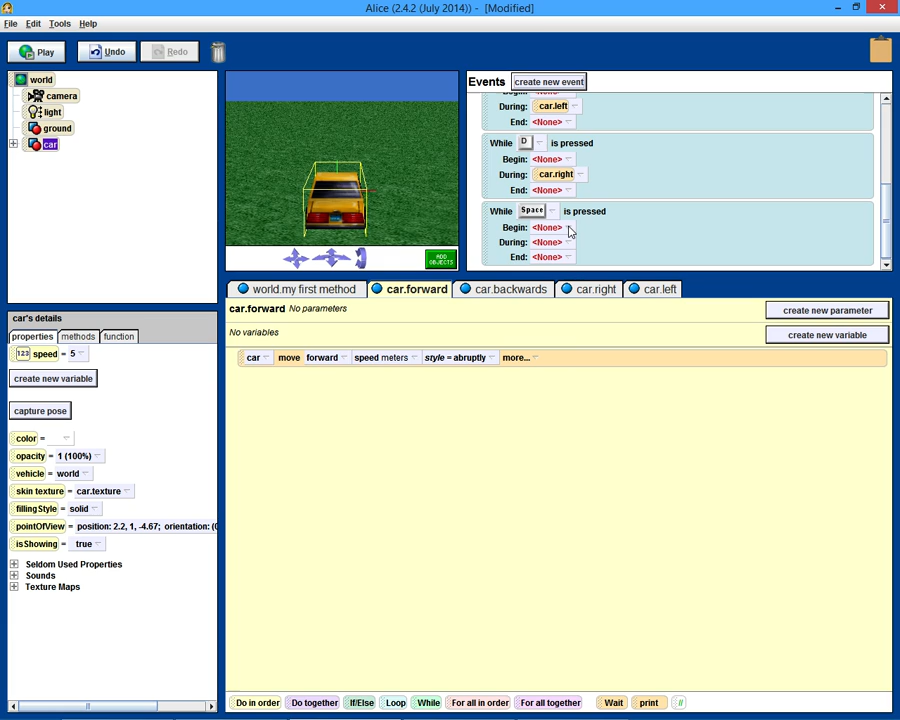 Alice (2.4.2 (July 2014)) - [Modified]
File Edit Tools Help
Play Undo Redo
world
camera
light
ground
car
Events create new event
During: car.left
End: <None>
While D is pressed
Begin: <None>
During: car.right
End: <None>
While Space is pressed
Begin: <None>
During: <None>
End: <None>
ADD OBJECTS
car's details
properties methods function
123 speed = 5
create new variable
capture pose
color =
opacity = 1 (100%)
vehicle = world
skin texture = car.texture
fillingStyle = solid
pointOfView = position: 2.2, 1, -4.67; orientation: (0
isShowing = true
Seldom Used Properties
Sounds
Texture Maps
world.my first method car.forward car.backwards car.right car.left
car.forward No parameters create new parameter
No variables create new variable
car move forward speed meters style = abruptly more...
Do in order Do together If/Else Loop While For all in order For all together Wait print //